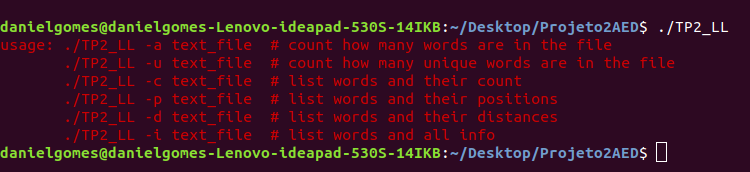 danielgomes@danielgomes-Lenovo-ideapad-530S-14IKB:~/Desktop/Projeto2AED$ ./TP2_LL
usage: ./TP2_LL -a text_file  # count how many words are in the file
       ./TP2_LL -u text_file  # count how many unique words are in the file
       ./TP2_LL -c text_file  # list words and their count
       ./TP2_LL -p text_file  # list words and their positions
       ./TP2_LL -d text_file  # list words and their distances
       ./TP2_LL -i text_file  # list words and all info
danielgomes@danielgomes-Lenovo-ideapad-530S-14IKB:~/Desktop/Projeto2AED$